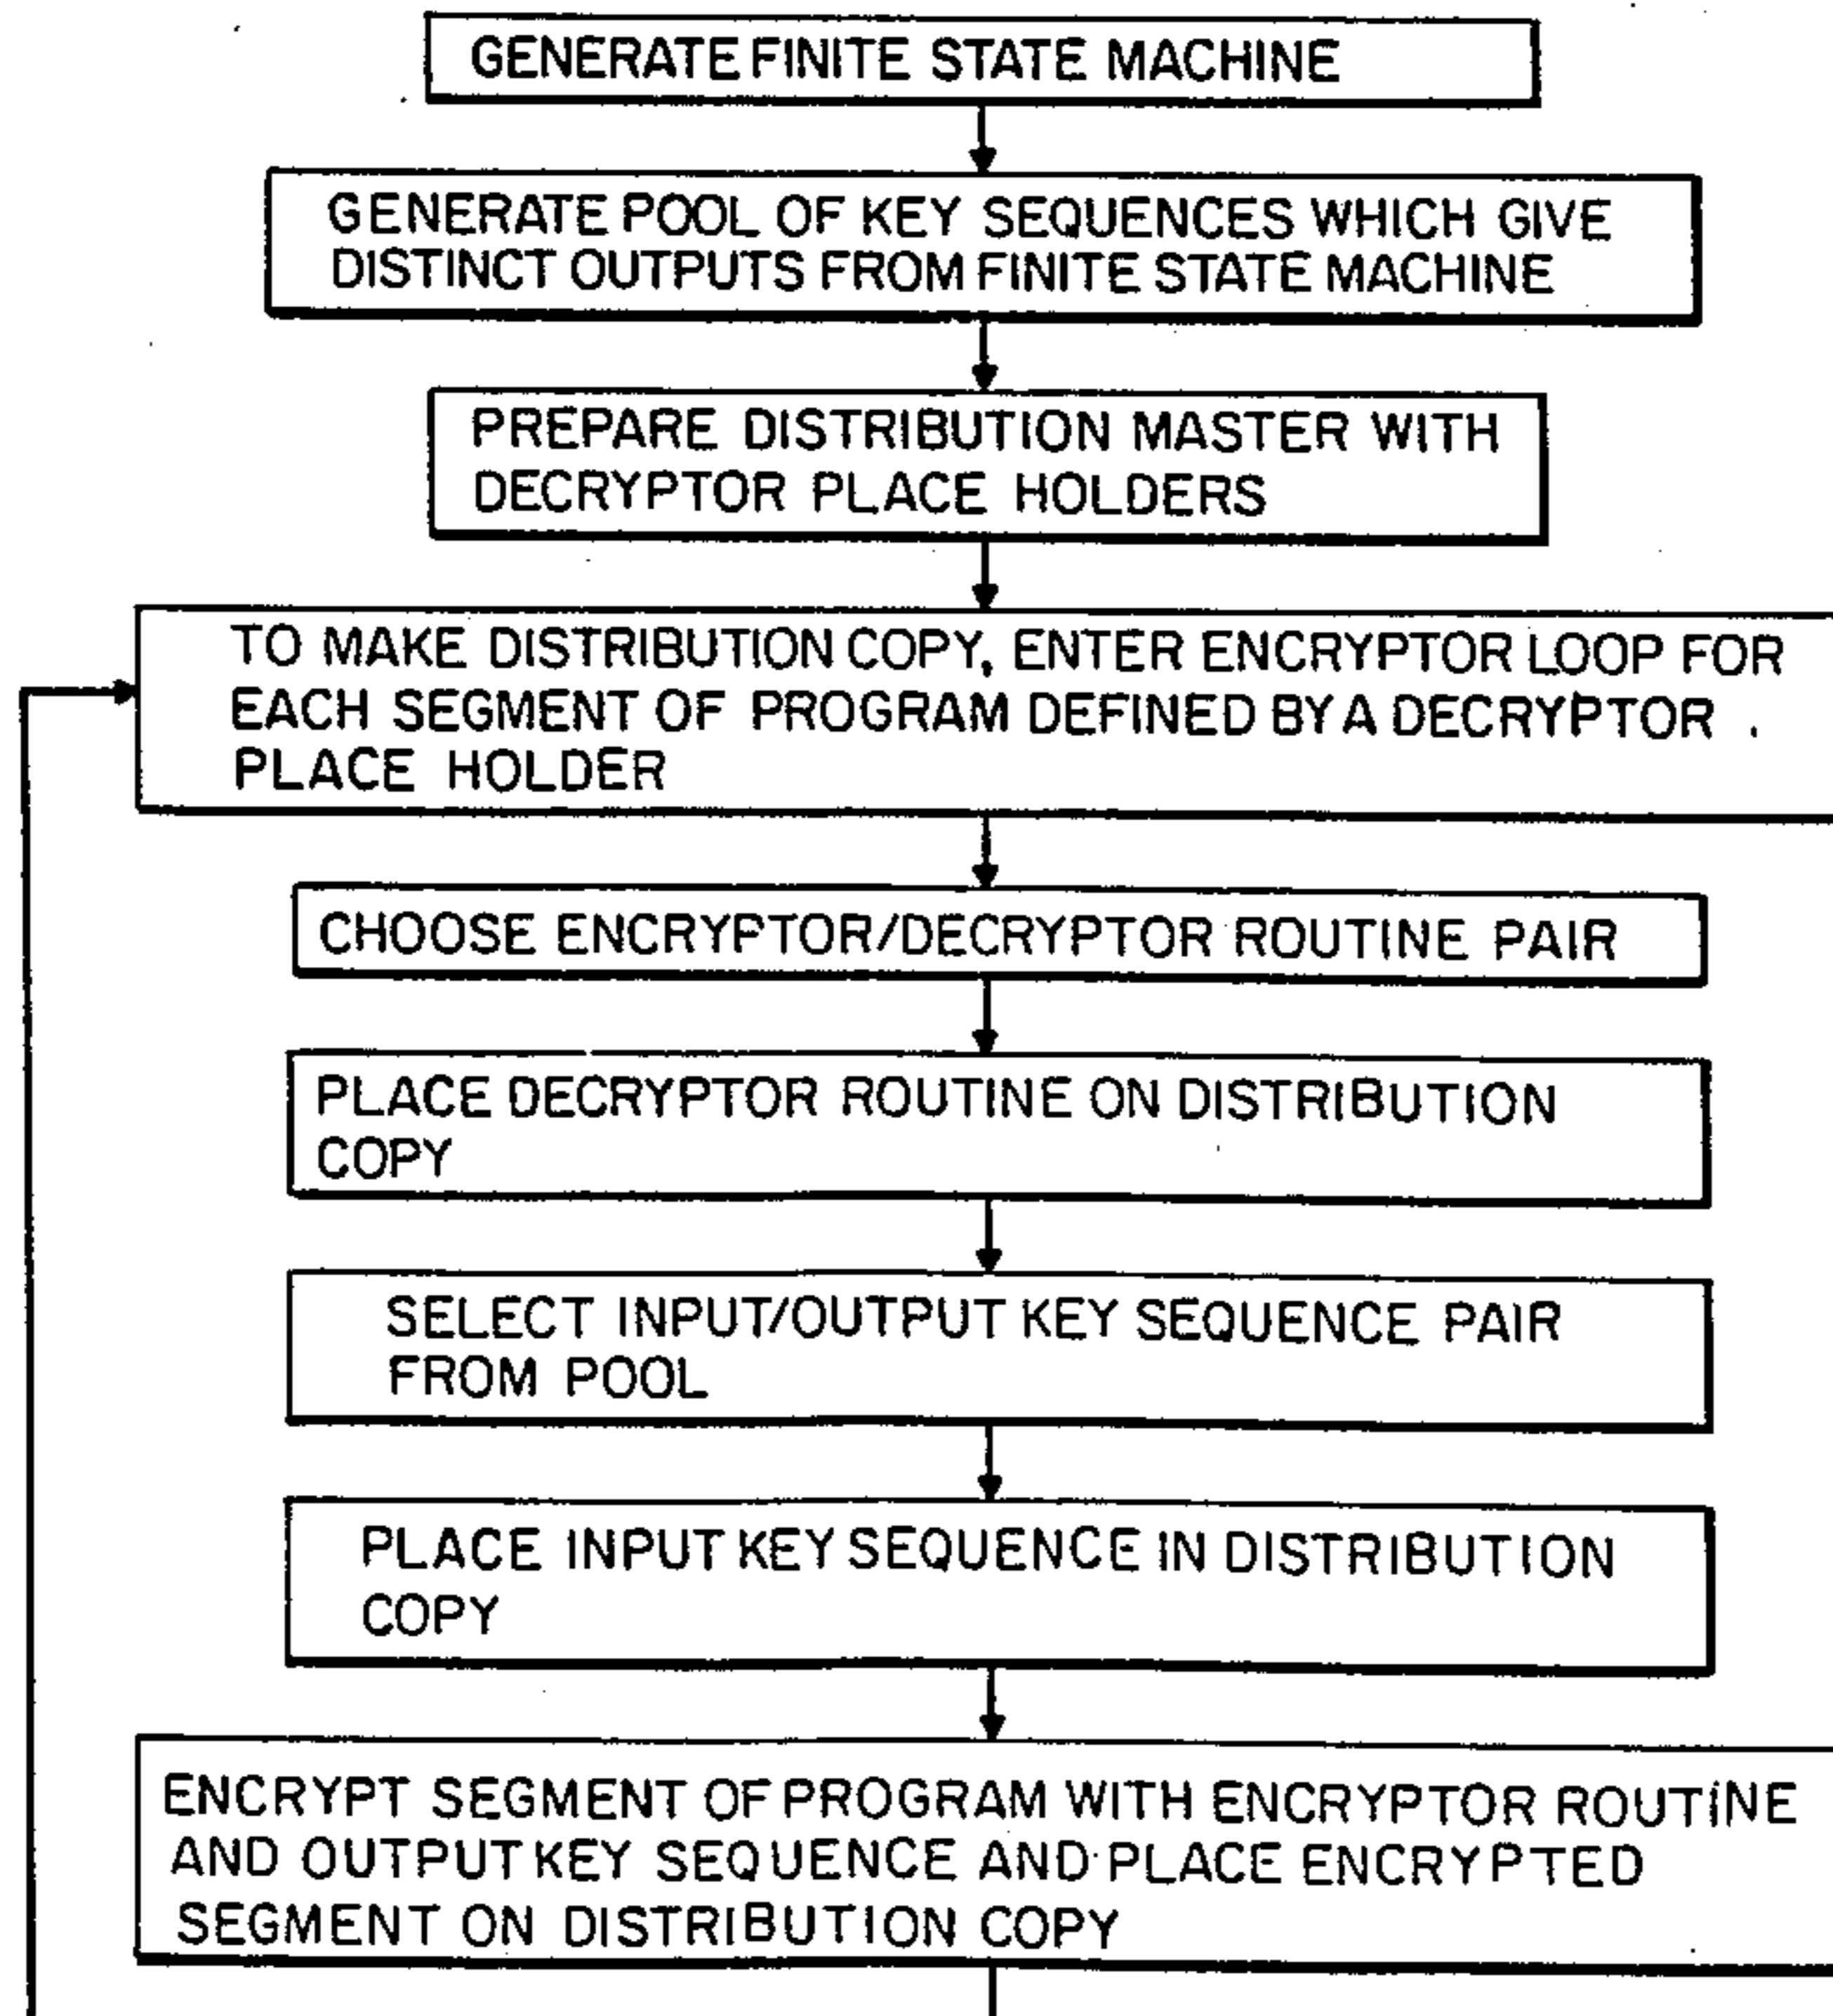 GENERATE FINITE STATE MACHINE
GENERATE POOL OF KEY SEQUENCES WHICH GIVE
DISTINCT OUTPUTS FROM FINITE STATE MACHINE
PREPARE DISTRIBUTION MASTER WITH
DECRYPTOR PLACE HOLDERS
TO MAKE DISTRIBUTION COPY, ENTER ENCRYPTOR LOOP FOR
EACH SEGMENT OF PROGRAM DEFINED BY A DECRYPTOR
PLACE HOLDER
CHOOSE ENCRYPTOR/DECRYPTOR ROUTINE PAIR
PLACE DECRYPTOR ROUTINE ON DISTRIBUTION
COPY
SELECT INPUT/OUTPUT KEY SEQUENCE PAIR
FROM POOL
PLACE INPUT KEY SEQUENCE IN DISTRIBUTION
COPY
ENCRYPT SEGMENT OF PROGRAM WITH ENCRYPTOR ROUTINE
AND OUTPUT KEY SEQUENCE AND PLACE ENCRYPTED
SEGMENT ON DISTRIBUTION COPY